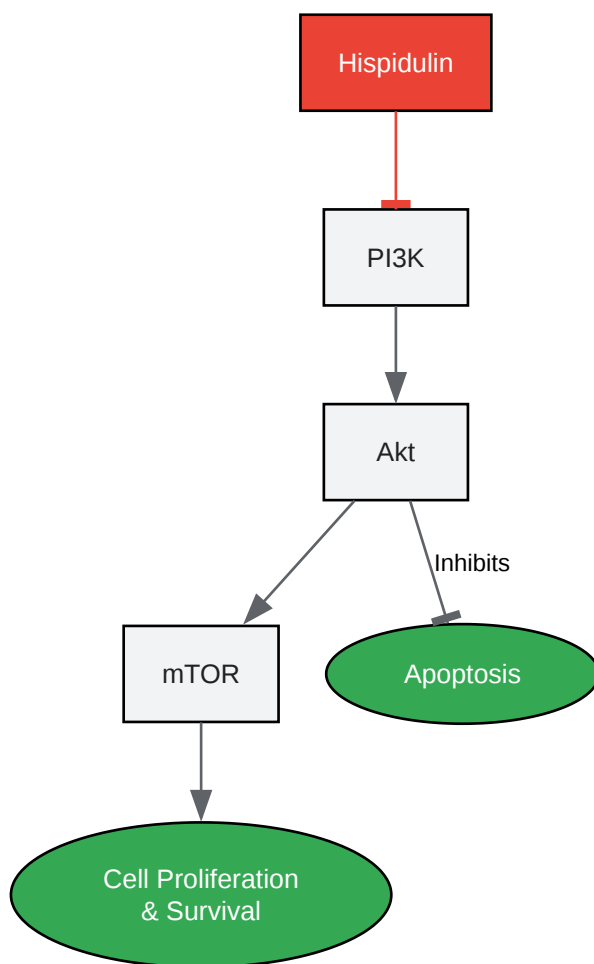 Hispidulin
PI3K
Akt
Inhibits
mTOR
Apoptosis
Cell Proliferation
& Survival